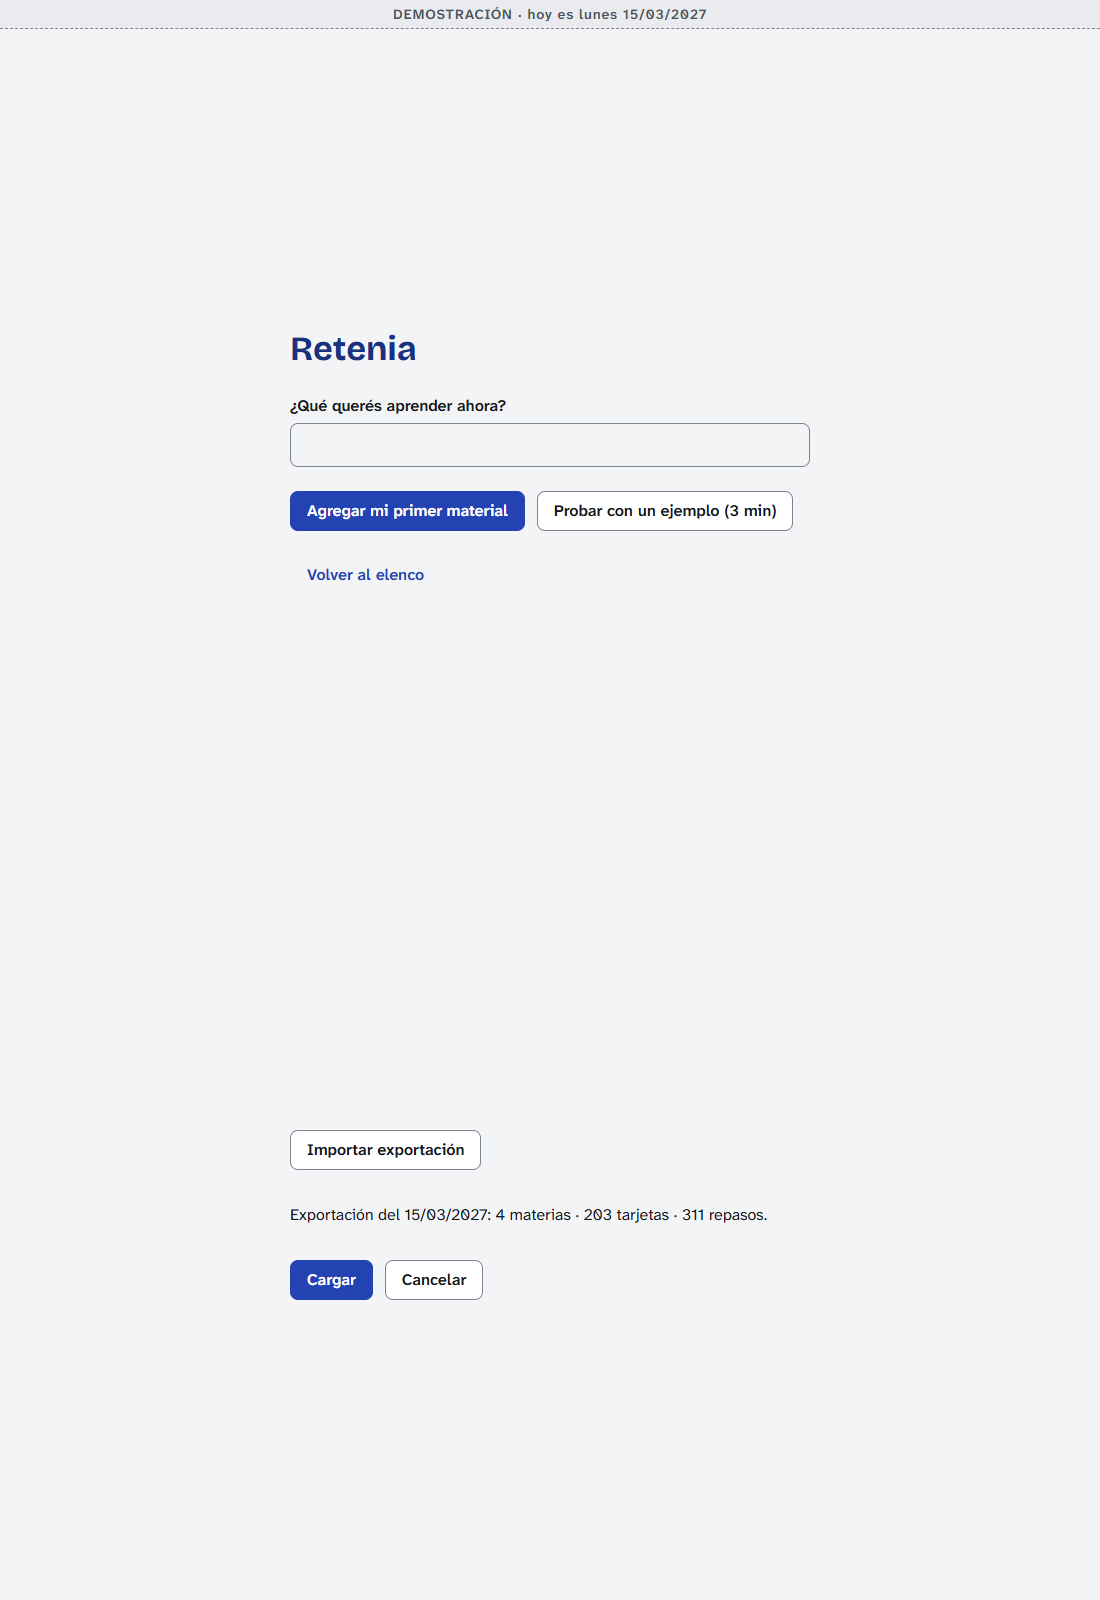 DEMOSTRACIÓN · hoy es lunes 15/03/2027
Retenia
¿Qué querés aprender ahora?
Agregar mi primer material
Probar con un ejemplo (3 min)
Volver al elenco
Importar exportación
Exportación del 15/03/2027: 4 materias · 203 tarjetas · 311 repasos.
Cargar
Cancelar